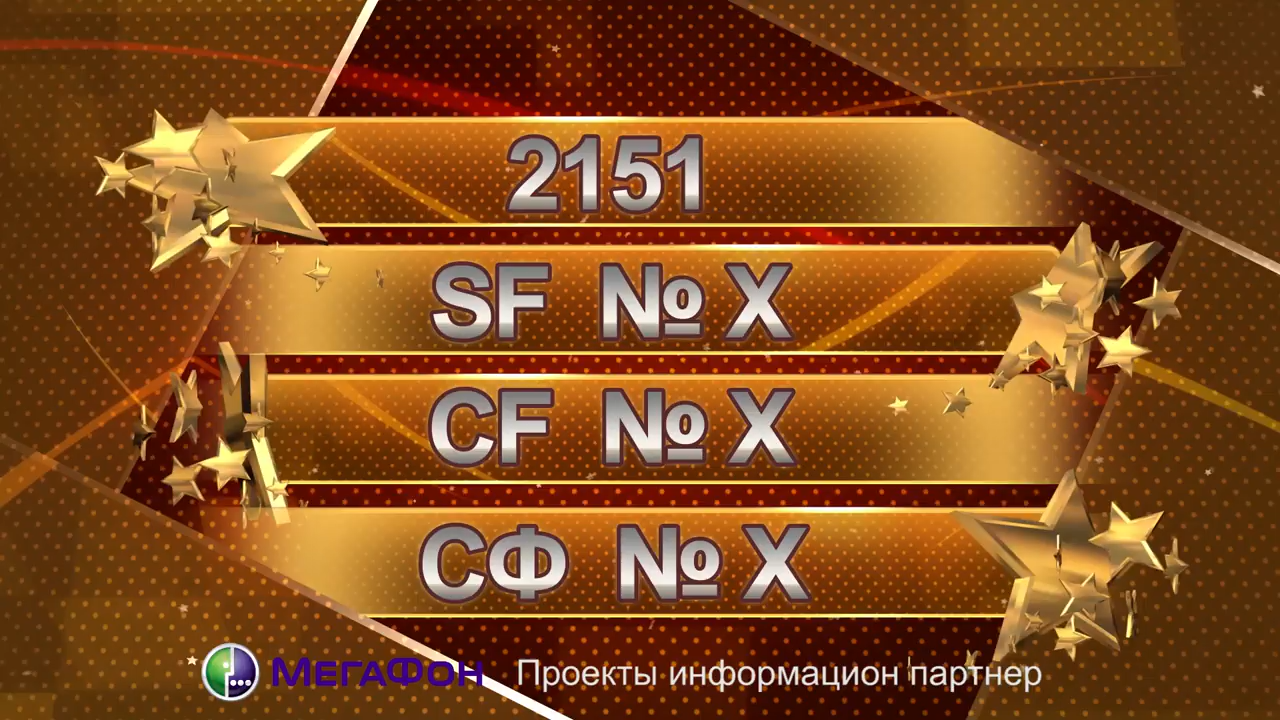 2151
SF № X
CF № X
СФ № X
МЕГАФОН Проекты информацион партнер